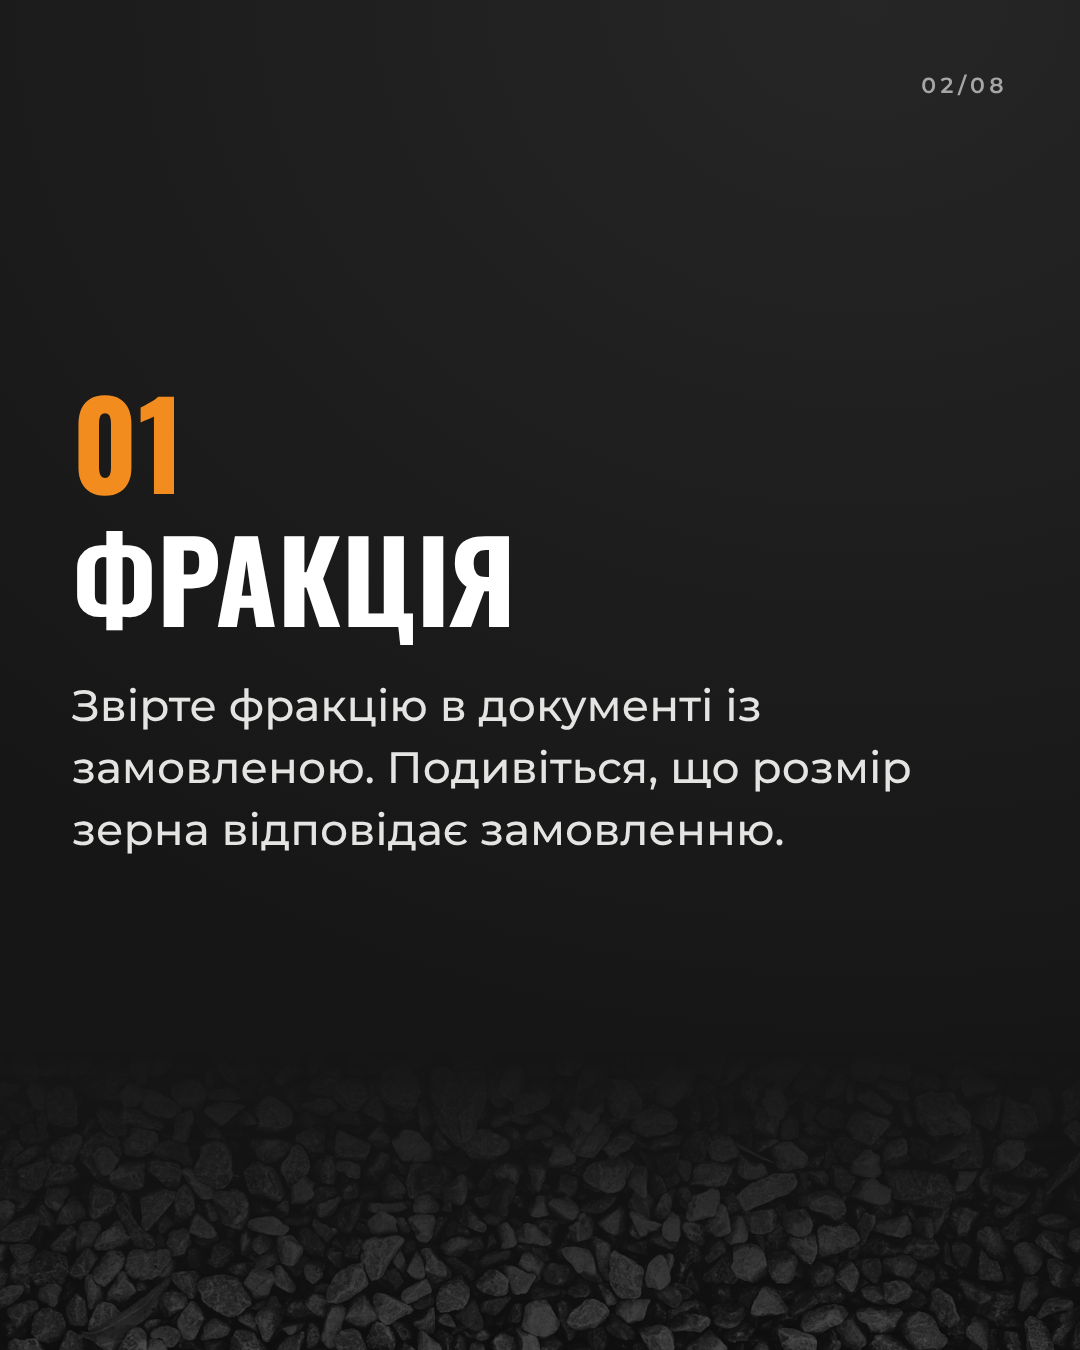 02/08
01
ФРАКЦІЯ
Звірте фракцію в документі із
замовленою. Подивіться, що розмір
зерна відповідає замовленню.